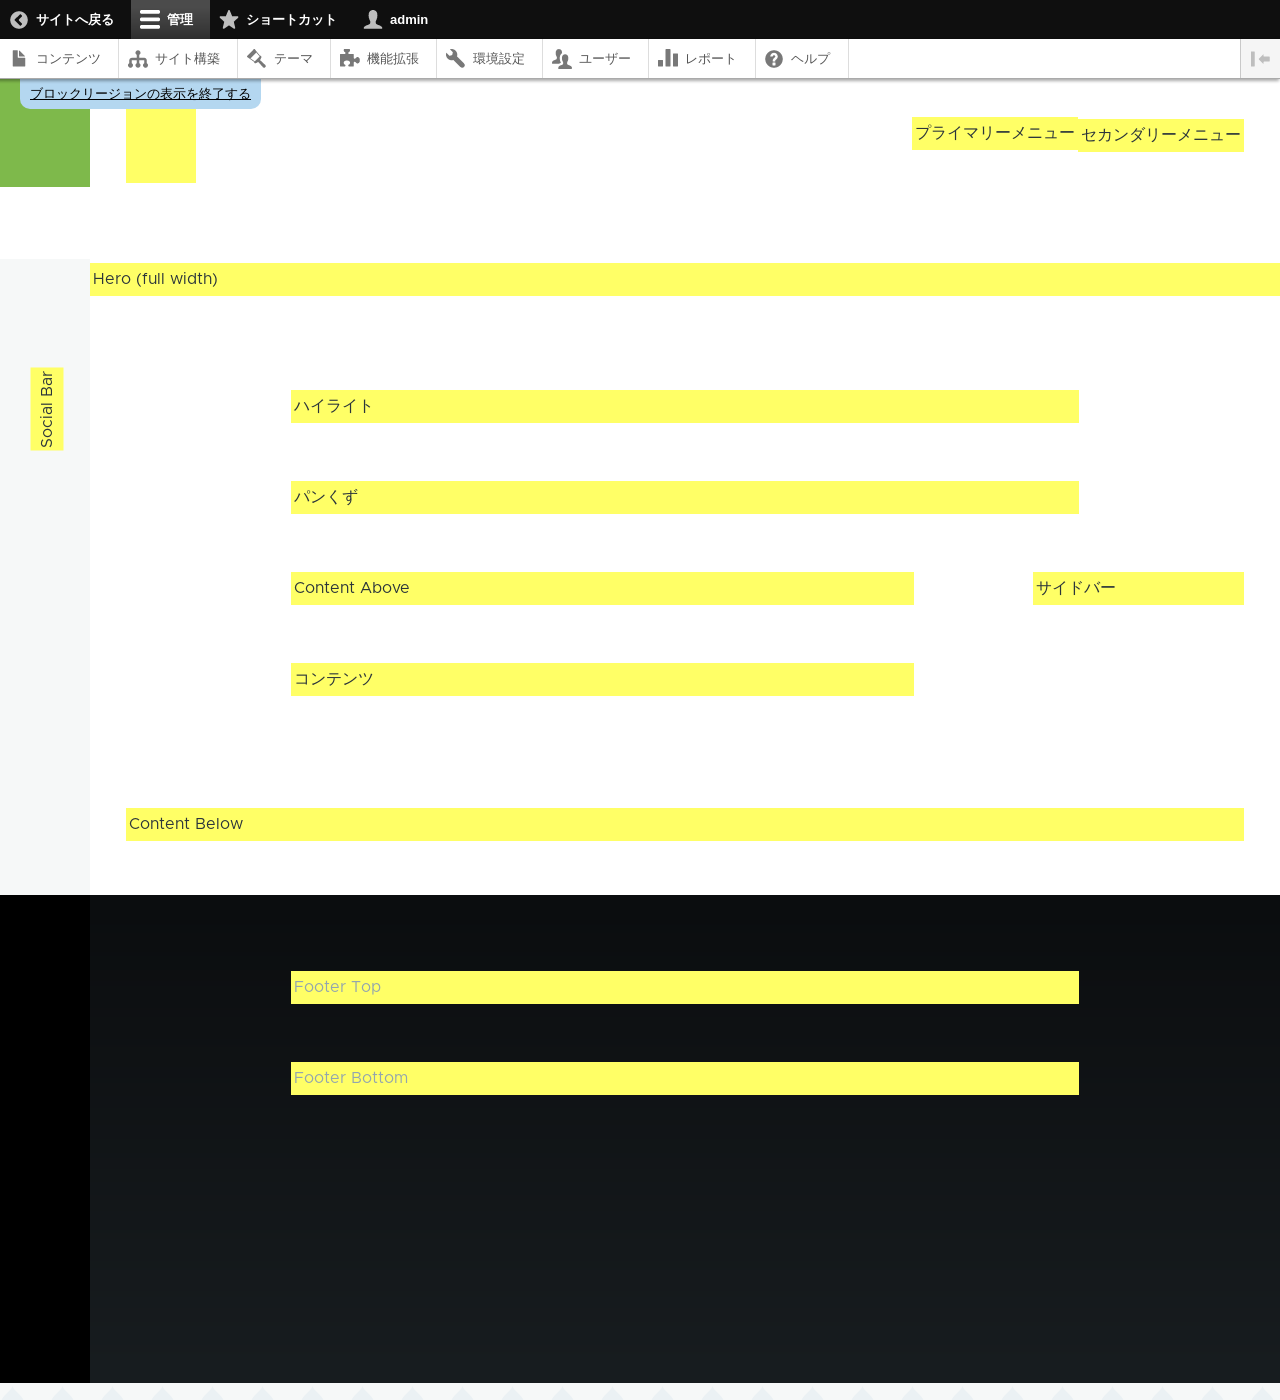 サイトへ戻る 管理 ショートカット admin
コンテンツ サイト構築 テーマ 機能拡張 環境設定 ユーザー レポート ヘルプ
ブロックリージョンの表示を終了する
プライマリーメニュー セカンダリーメニュー
Hero (full width)
Social Bar
ハイライト
パンくず
Content Above サイドバー
コンテンツ
Content Below
Footer Top
Footer Bottom